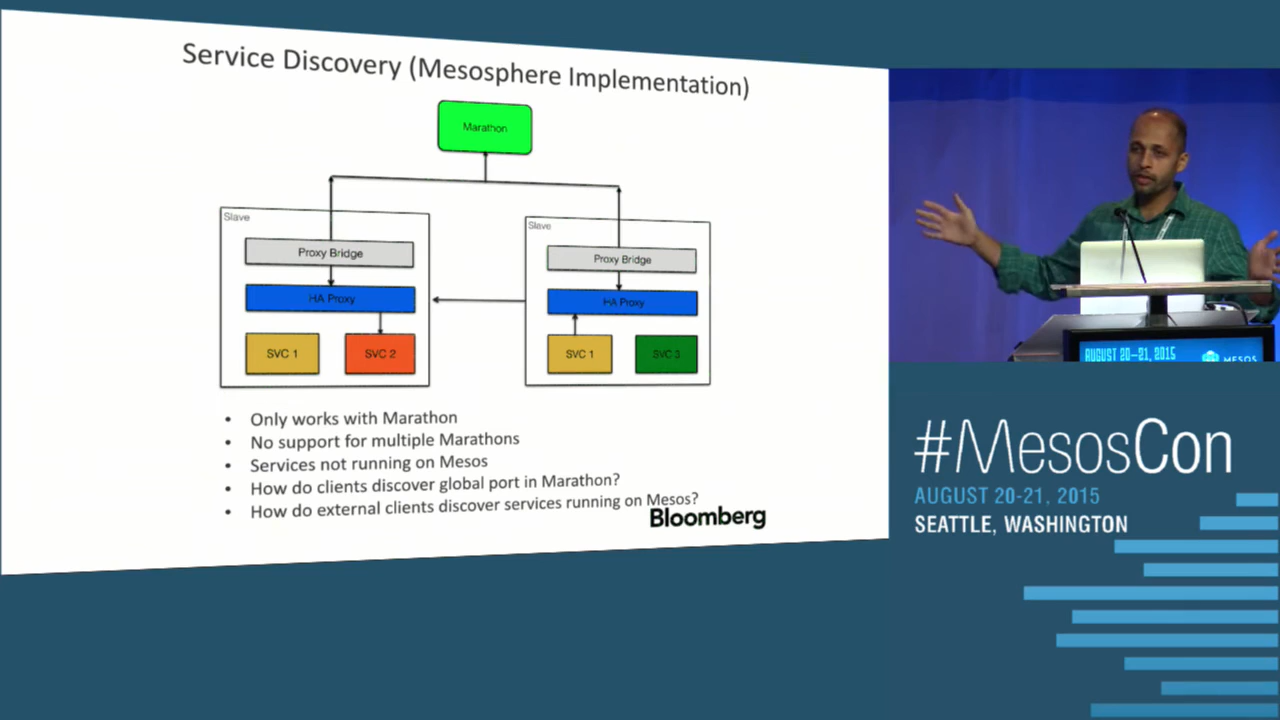 Service Discovery (Mesosphere Implementation)
Marathon
Slave
Slave
Proxy Bridge
Proxy Bridge
HA Proxy
HA Proxy
SVC 1
SVC 2
SVC 1
SVC 3
• Only works with Marathon
• No support for multiple Marathons
• Services not running on Mesos
• How do clients discover global port in Marathon?
• How do external clients discover services running on Mesos?
Bloomberg
AUGUST 20-21, 2015
MESOS
#MesosCon
AUGUST 20-21, 2015
SEATTLE, WASHINGTON